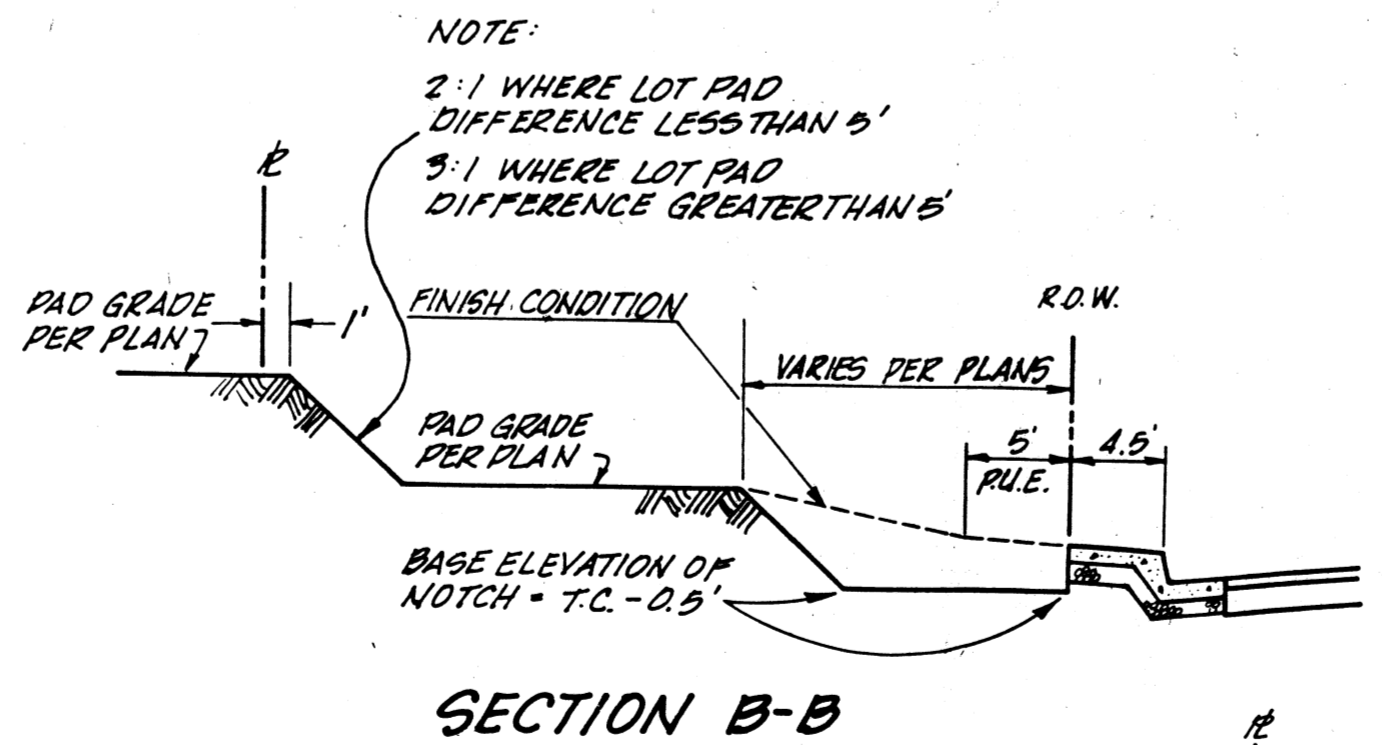 NOTE:
2:1 WHERE LOT PAD
DIFFERENCE LESS THAN 5'
3:1 WHERE LOT PAD
DIFFERENCE GREATER THAN 5'
PL
PAD GRADE
PER PLAN
1'
FINISH CONDITION
R.O.W.
VARIES PER PLANS
PAD GRADE
PER PLAN
5'
P.U.E.
4.5'
BASE ELEVATION OF
NOTCH = T.C. - 0.5'
SECTION B-B
PL